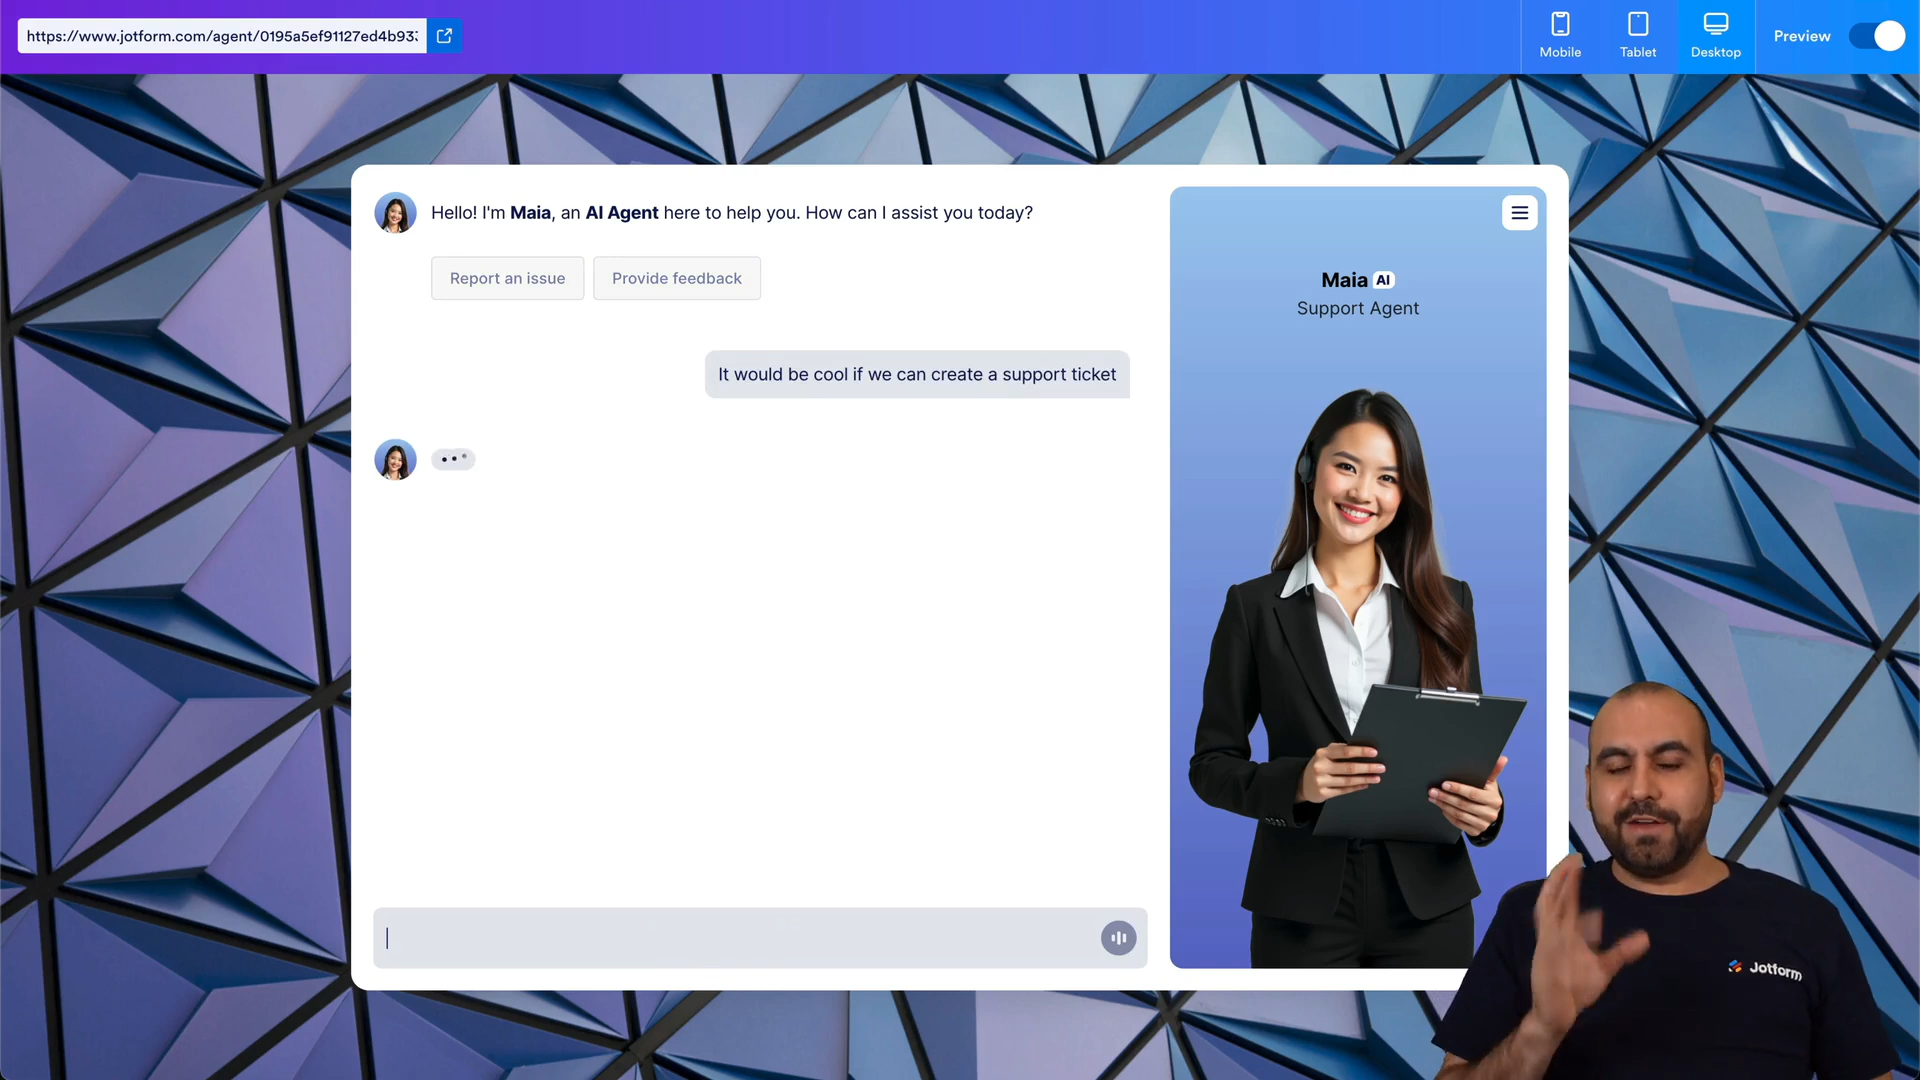 https://www.jotform.com/agent/0195a5ef91127ed4b93
Mobile
Tablet
Desktop
Preview
Hello! I'm Maia, an AI Agent here to help you. How can I assist you today?
Report an issue
Provide feedback
It would be cool if we can create a support ticket
Maia AI
Support Agent
Jotform